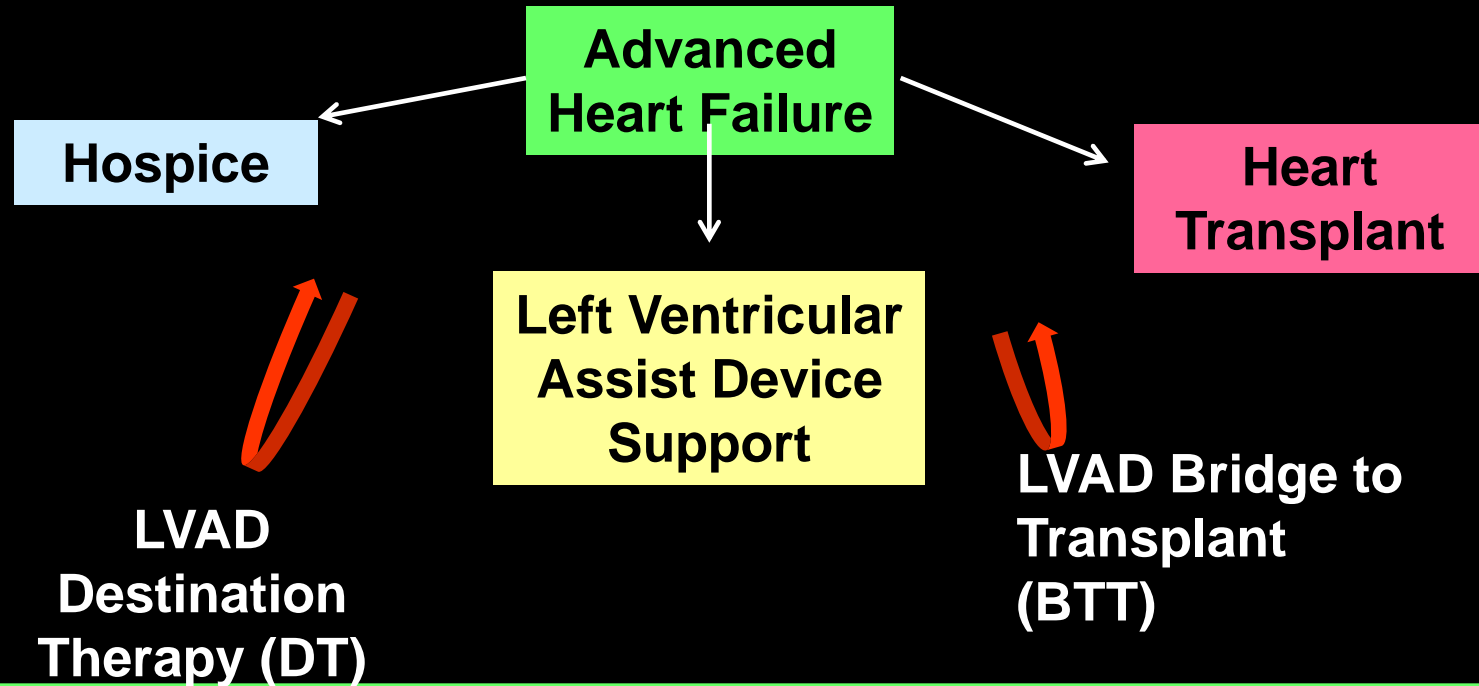 Advanced
Heart Failure
Hospice
Heart
Transplant
Left Ventricular
Assist Device
Support
LVAD
Destination
Therapy (DT)
LVAD Bridge to
Transplant
(BTT)